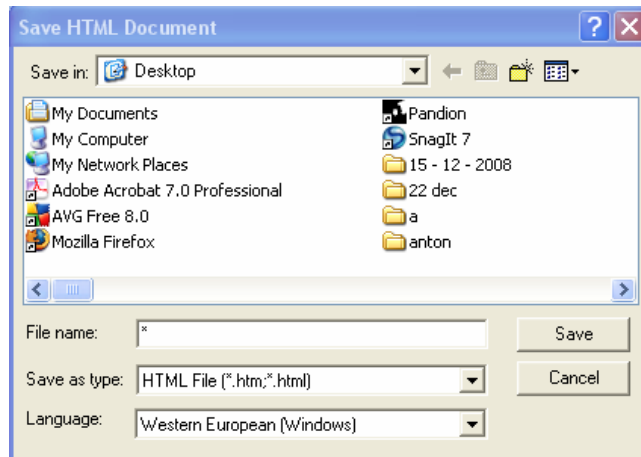 Save HTML Document
Save in: Desktop
My Documents
My Computer
My Network Places
Adobe Acrobat 7.0 Professional
AVG Free 8.0
Mozilla Firefox
Pandion
SnagIt 7
15 - 12 - 2008
22 dec
a
anton
File name: *
Save
Save as type: HTML File (*.htm;*.html)
Cancel
Language: Western European (Windows)